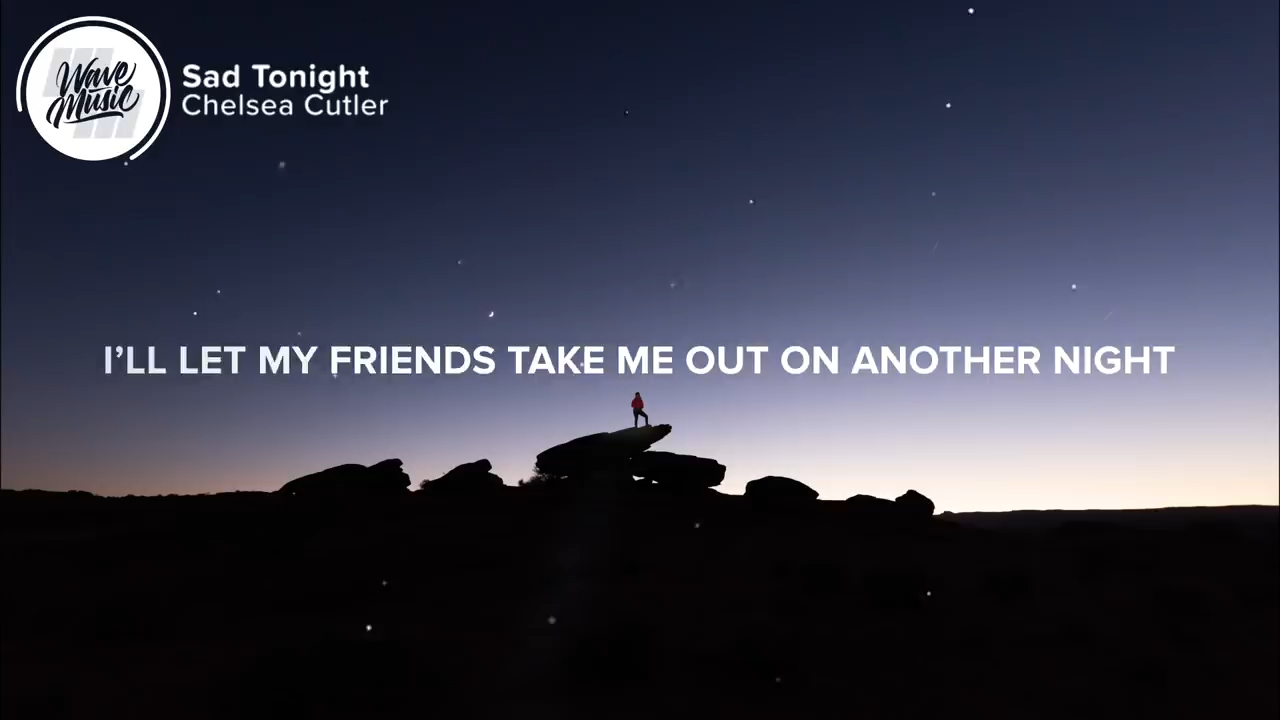 Wave
Music
Sad Tonight
Chelsea Cutler
I’LL LET MY FRIENDS TAKE ME OUT ON ANOTHER NIGHT